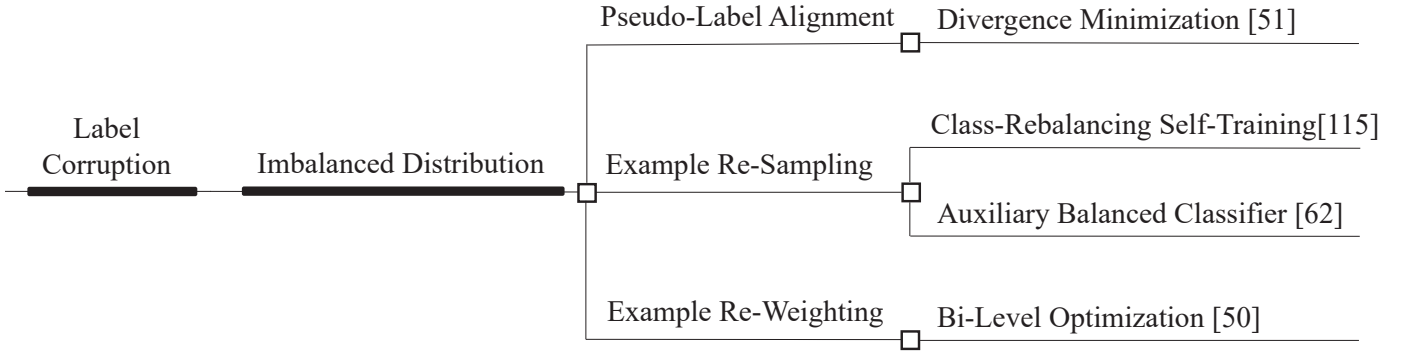 Pseudo-Label Alignment
Divergence Minimization [51]
Label
Corruption
Imbalanced Distribution
Example Re-Sampling
Class-Rebalancing Self-Training[115]
Auxiliary Balanced Classifier [62]
Example Re-Weighting
Bi-Level Optimization [50]